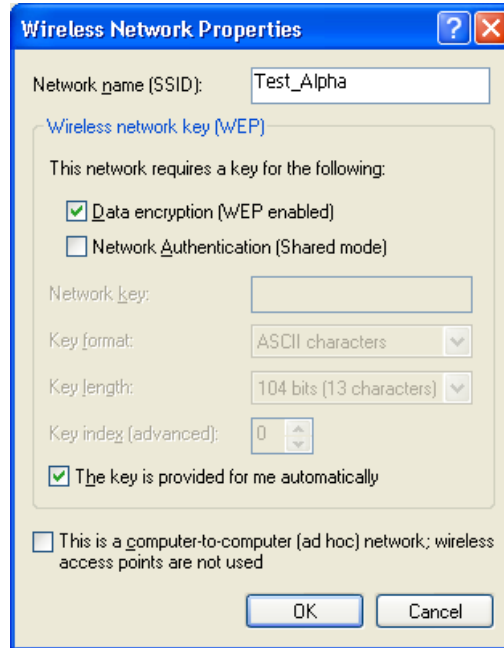 Wireless Network Properties
Network name (SSID): Test_Alpha
Wireless network key (WEP)
This network requires a key for the following:
Data encryption (WEP enabled)
Network Authentication (Shared mode)
Network key:
Key format: ASCII characters
Key length: 104 bits (13 characters)
Key index (advanced): 0
The key is provided for me automatically
This is a computer-to-computer (ad hoc) network; wireless
access points are not used
OK Cancel